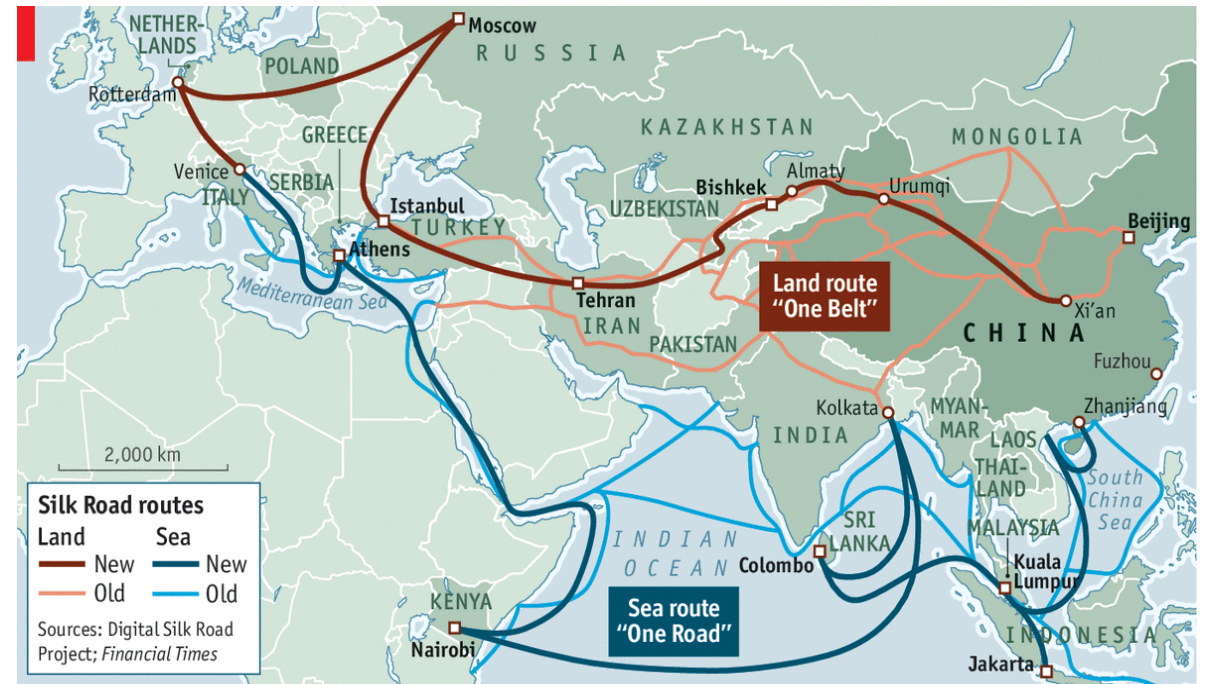 NETHER-
LANDS
Moscow
RUSSIA
POLAND
Rotterdam
GREECE
KAZAKHSTAN
MONGOLIA
Venice
SERBIA
Almaty
Urumqi
Bishkek
ITALY
Istanbul
UZBEKISTAN
TURKEY
Beijing
Athens
Mediterranean Sea
Tehran
Land route
“One Belt”
Xi’an
IRAN
CHINA
PAKISTAN
Fuzhou
Kolkata
MYAN-
MAR
Zhanjiang
INDIA
LAOS
2,000 km
THAI-
LAND
South
China
Sea
Silk Road routes
Land Sea
New New
Old Old
Sources: Digital Silk Road
Project; Financial Times
SRI
LANKA
MALAYSIA
INDIAN
OCEAN
Colombo
Kuala
Lumpur
KENYA
Sea route
“One Road”
Nairobi
INDONESIA
Jakarta